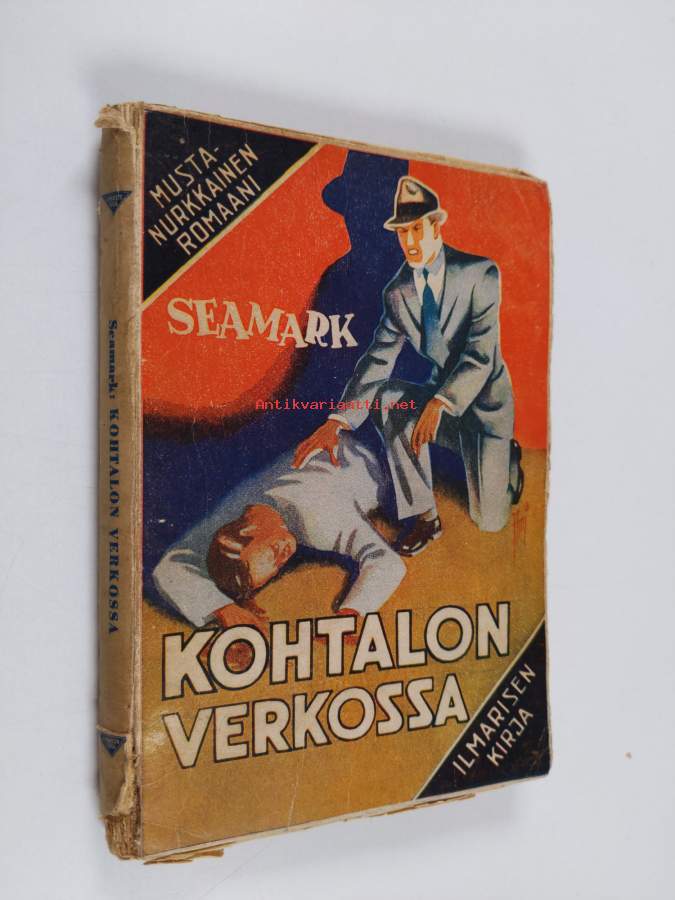 MUSTA-
NURKKAINEN
ROMAANI
SEAMARK
Antikvariaatti.net
KOHTALON
VERKOSSA
ILMARISEN
KIRJA
Seamark: KOHTALON VERKOSSA